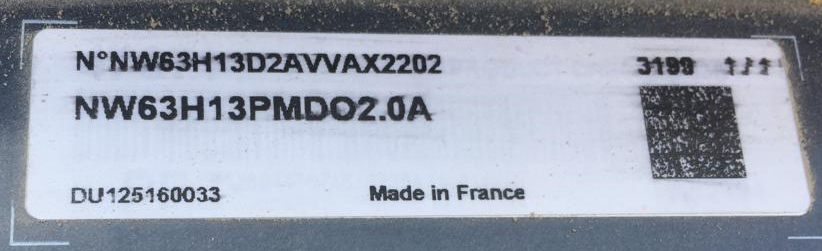 N°NW63H13D2AVVAX2202 3199
NW63H13PMDO2.0A
DU125160033 Made in France